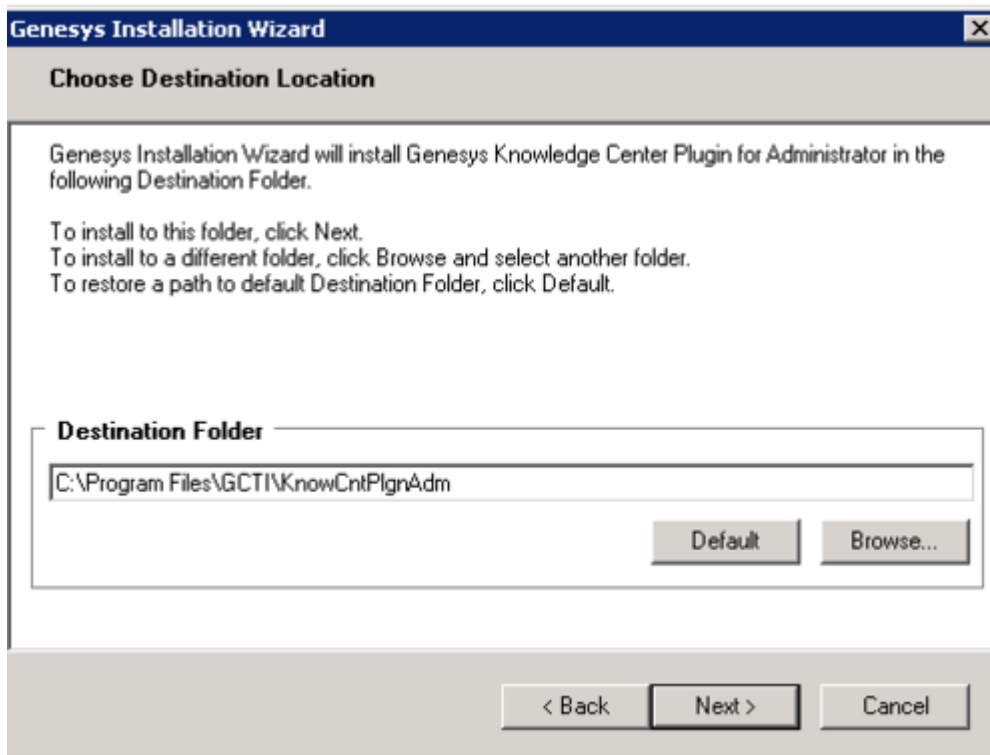 Genesys Installation Wizard
Choose Destination Location
Genesys Installation Wizard will install Genesys Knowledge Center Plugin for Administrator in the
following Destination Folder.
To install to this folder, click Next.
To install to a different folder, click Browse and select another folder.
To restore a path to default Destination Folder, click Default.
Destination Folder
C:\Program Files\GCTI\KnowCntPlgnAdm
Default Browse...
< Back Next > Cancel